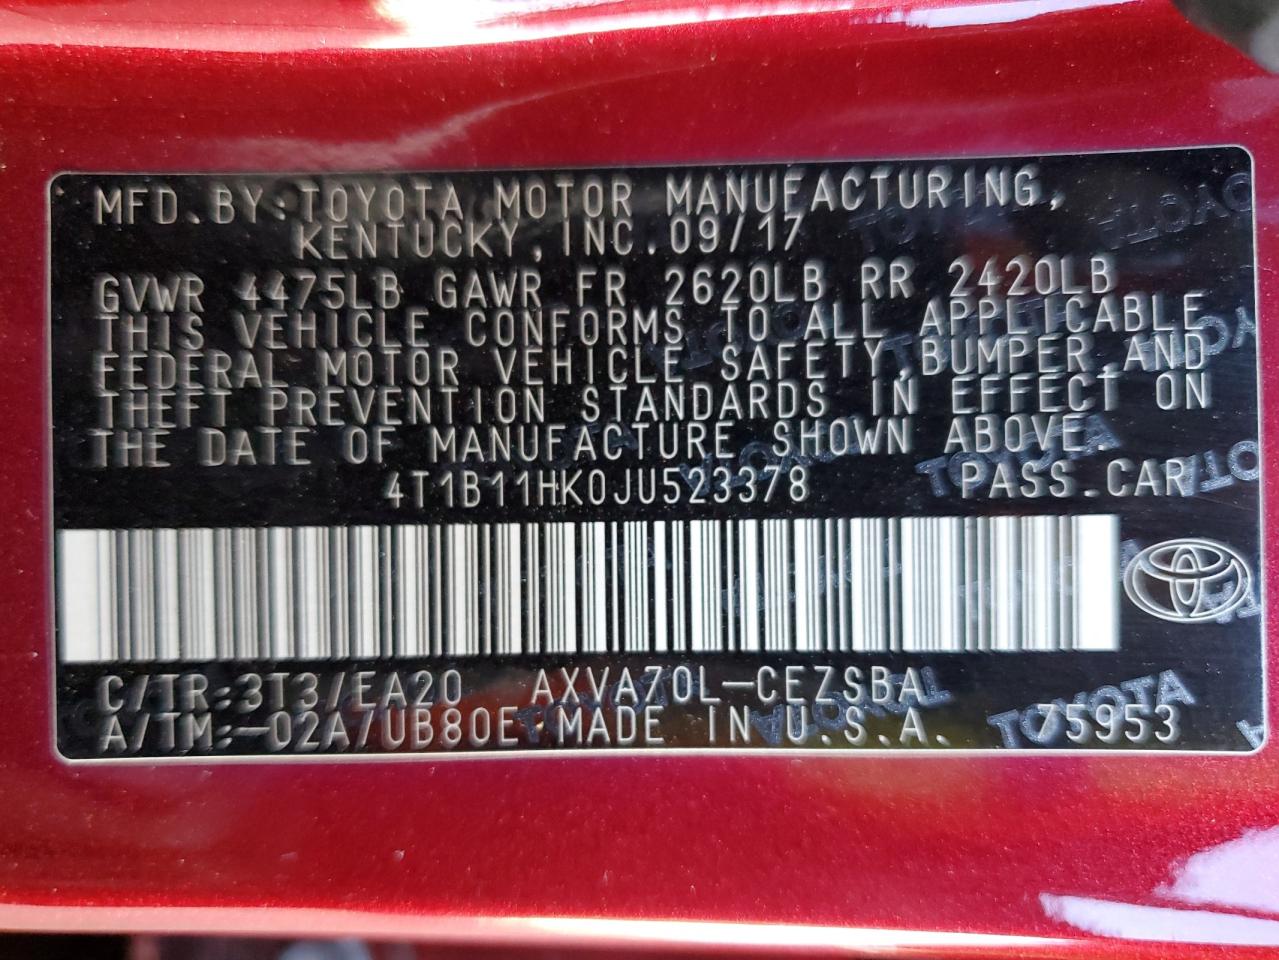 MFD.BY:TOYOTA MOTOR MANUFACTURING,
KENTUCKY,INC.09/17
GVWR 4475LB GAWR FR 2620LB RR 2420LB
THIS VEHICLE CONFORMS TO ALL APPLICABLE
FEDERAL MOTOR VEHICLE SAFETY,BUMPER,AND
THEFT PREVENTION STANDARDS IN EFFECT ON
THE DATE OF MANUFACTURE SHOWN ABOVE.
4T1B11HK0JU523378 PASS.CAR
C/TR:3T3/EA20 AXVA70L-CEZSBA
A/TM:-02A/UB80E MADE IN U.S.A. 75953